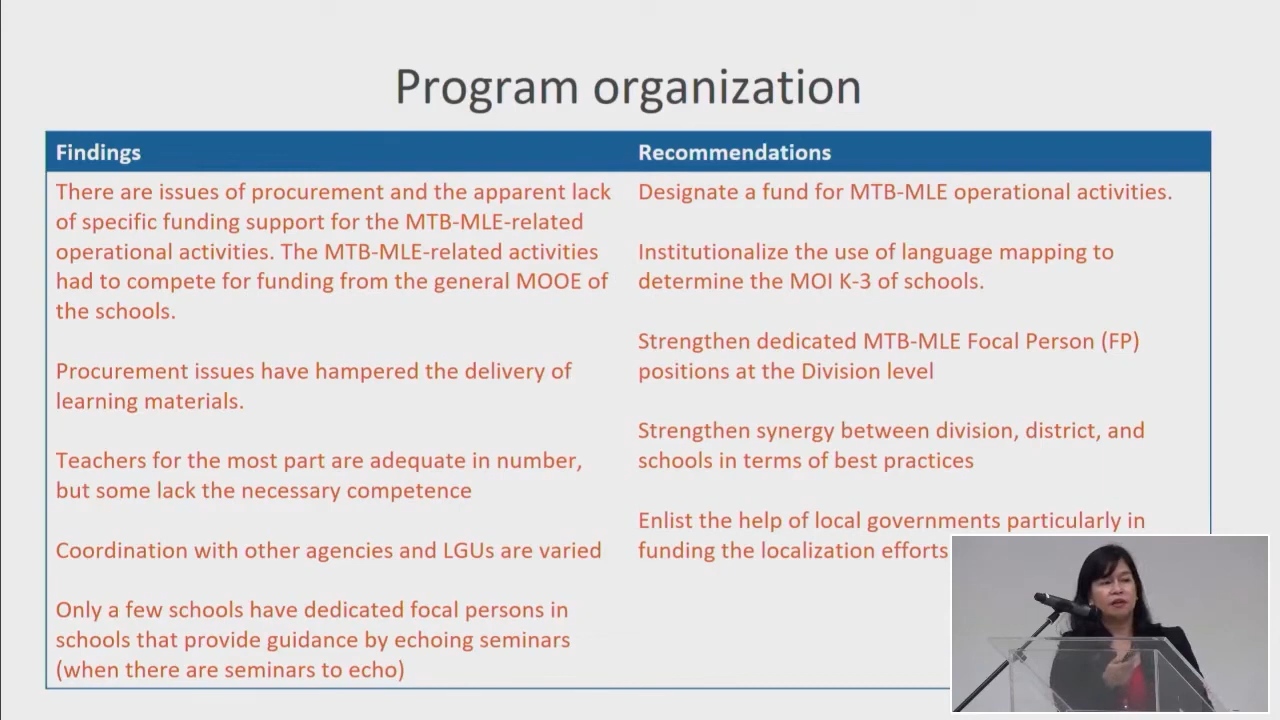 Program organization
Findings
Recommendations
There are issues of procurement and the apparent lack
of specific funding support for the MTB-MLE-related
operational activities. The MTB-MLE-related activities
had to compete for funding from the general MOOE of
the schools.
Procurement issues have hampered the delivery of
learning materials.
Teachers for the most part are adequate in number,
but some lack the necessary competence
Coordination with other agencies and LGUs are varied
Only a few schools have dedicated focal persons in
schools that provide guidance by echoing seminars
(when there are seminars to echo)
Designate a fund for MTB-MLE operational activities.
Institutionalize the use of language mapping to
determine the MOI K-3 of schools.
Strengthen dedicated MTB-MLE Focal Person (FP)
positions at the Division level
Strengthen synergy between division, district, and
schools in terms of best practices
Enlist the help of local governments particularly in
funding the localization efforts